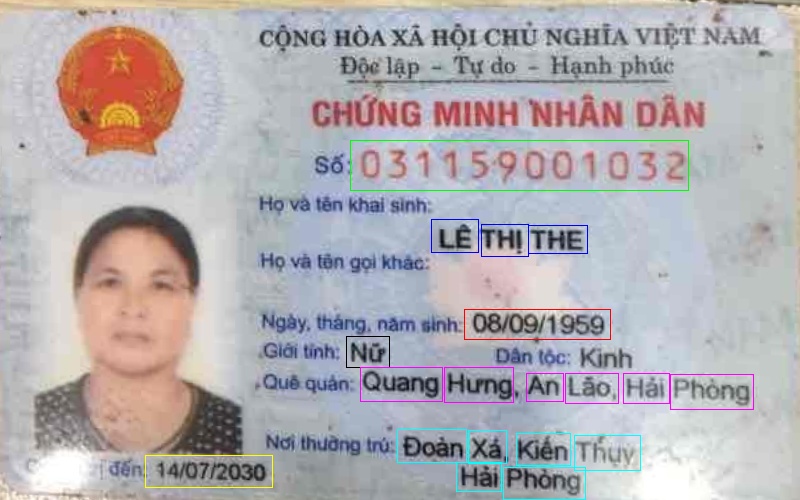 CỘNG HÒA XÃ HỘI CHỦ NGHĨA VIỆT NAM
Độc lập - Tự do - Hạnh phúc
CHỨNG MINH NHÂN DÂN
Số: 031159001032
Họ và tên khai sinh:
LÊ THỊ THE
Họ và tên gọi khác:
Ngày, tháng, năm sinh: 08/09/1959
Giới tính: Nữ Dân tộc: Kinh
Quê quán: Quang Hưng, An Lão, Hải Phòng
Nơi thường trú: Đoàn Xá, Kiến Thụy
Hải Phòng
đến: 14/07/2030